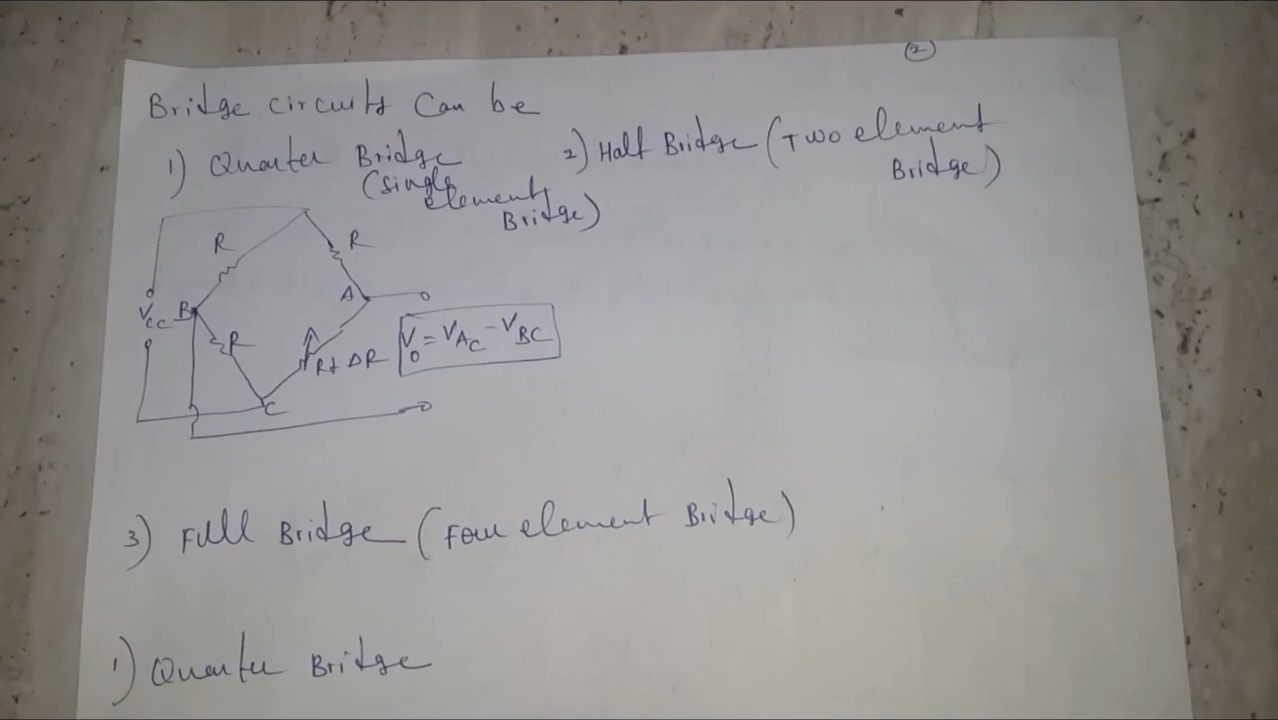 2
Bridge circuits Can be
1) Quarter Bridge
(single
element
Bridge)
2) Half Bridge (Two element
Bridge)
R
R
A
Vcc
B
R
R+ΔR
C
Vo = VAC - VBC
3) Full Bridge (Four element Bridge)
1) Quarter Bridge